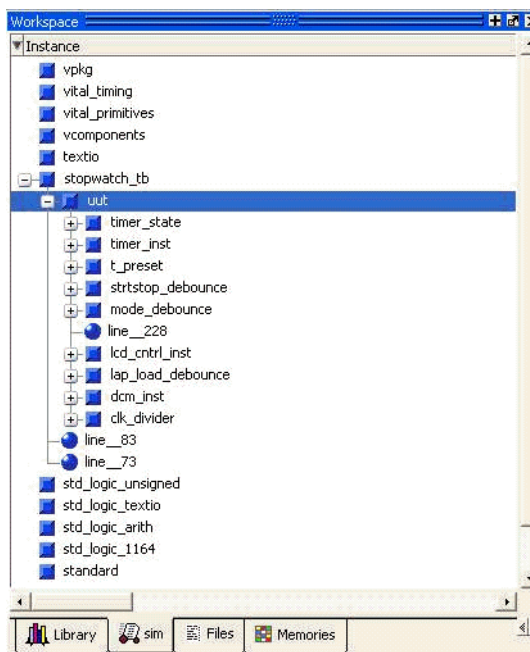 Workspace
Instance
vpkg
vital_timing
vital_primitives
vcomponents
textio
stopwatch_tb
uut
timer_state
timer_inst
t_preset
strtstop_debounce
mode_debounce
line__228
lcd_cntrl_inst
lap_load_debounce
dcm_inst
clk_divider
line__83
line__73
std_logic_unsigned
std_logic_textio
std_logic_arith
std_logic_1164
standard
Library sim Files Memories